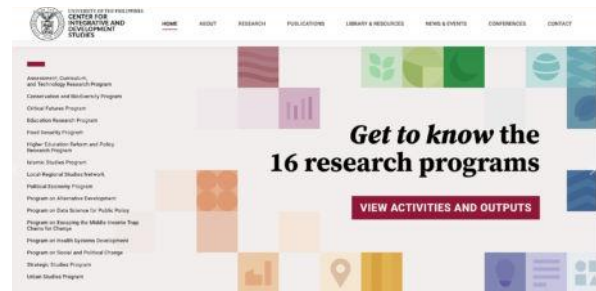 UNIVERSITY OF THE PHILIPPINES
CENTER FOR
INTEGRATIVE AND
DEVELOPMENT
STUDIES
HOME ABOUT RESEARCH PUBLICATIONS LIBRARY & RESOURCES NEWS & EVENTS CONFERENCES CONTACT
Assessment, Curriculum,
and Technology Research Program
Conservation and Biodiversity Program
Critical Futures Program
Education Research Program
Food Security Program
Higher Education Reform and Policy
Research Program
Islamic Studies Program
Local-Regional Studies Network
Political Economy Program
Program on Alternative Development
Program on Data Science for Public Policy
Program on Escaping the Middle-Income Trap
Chains for Change
Program on Health Systems Development
Program on Social and Political Change
Strategic Studies Program
Urban Studies Program
Get to know the
16 research programs
VIEW ACTIVITIES AND OUTPUTS